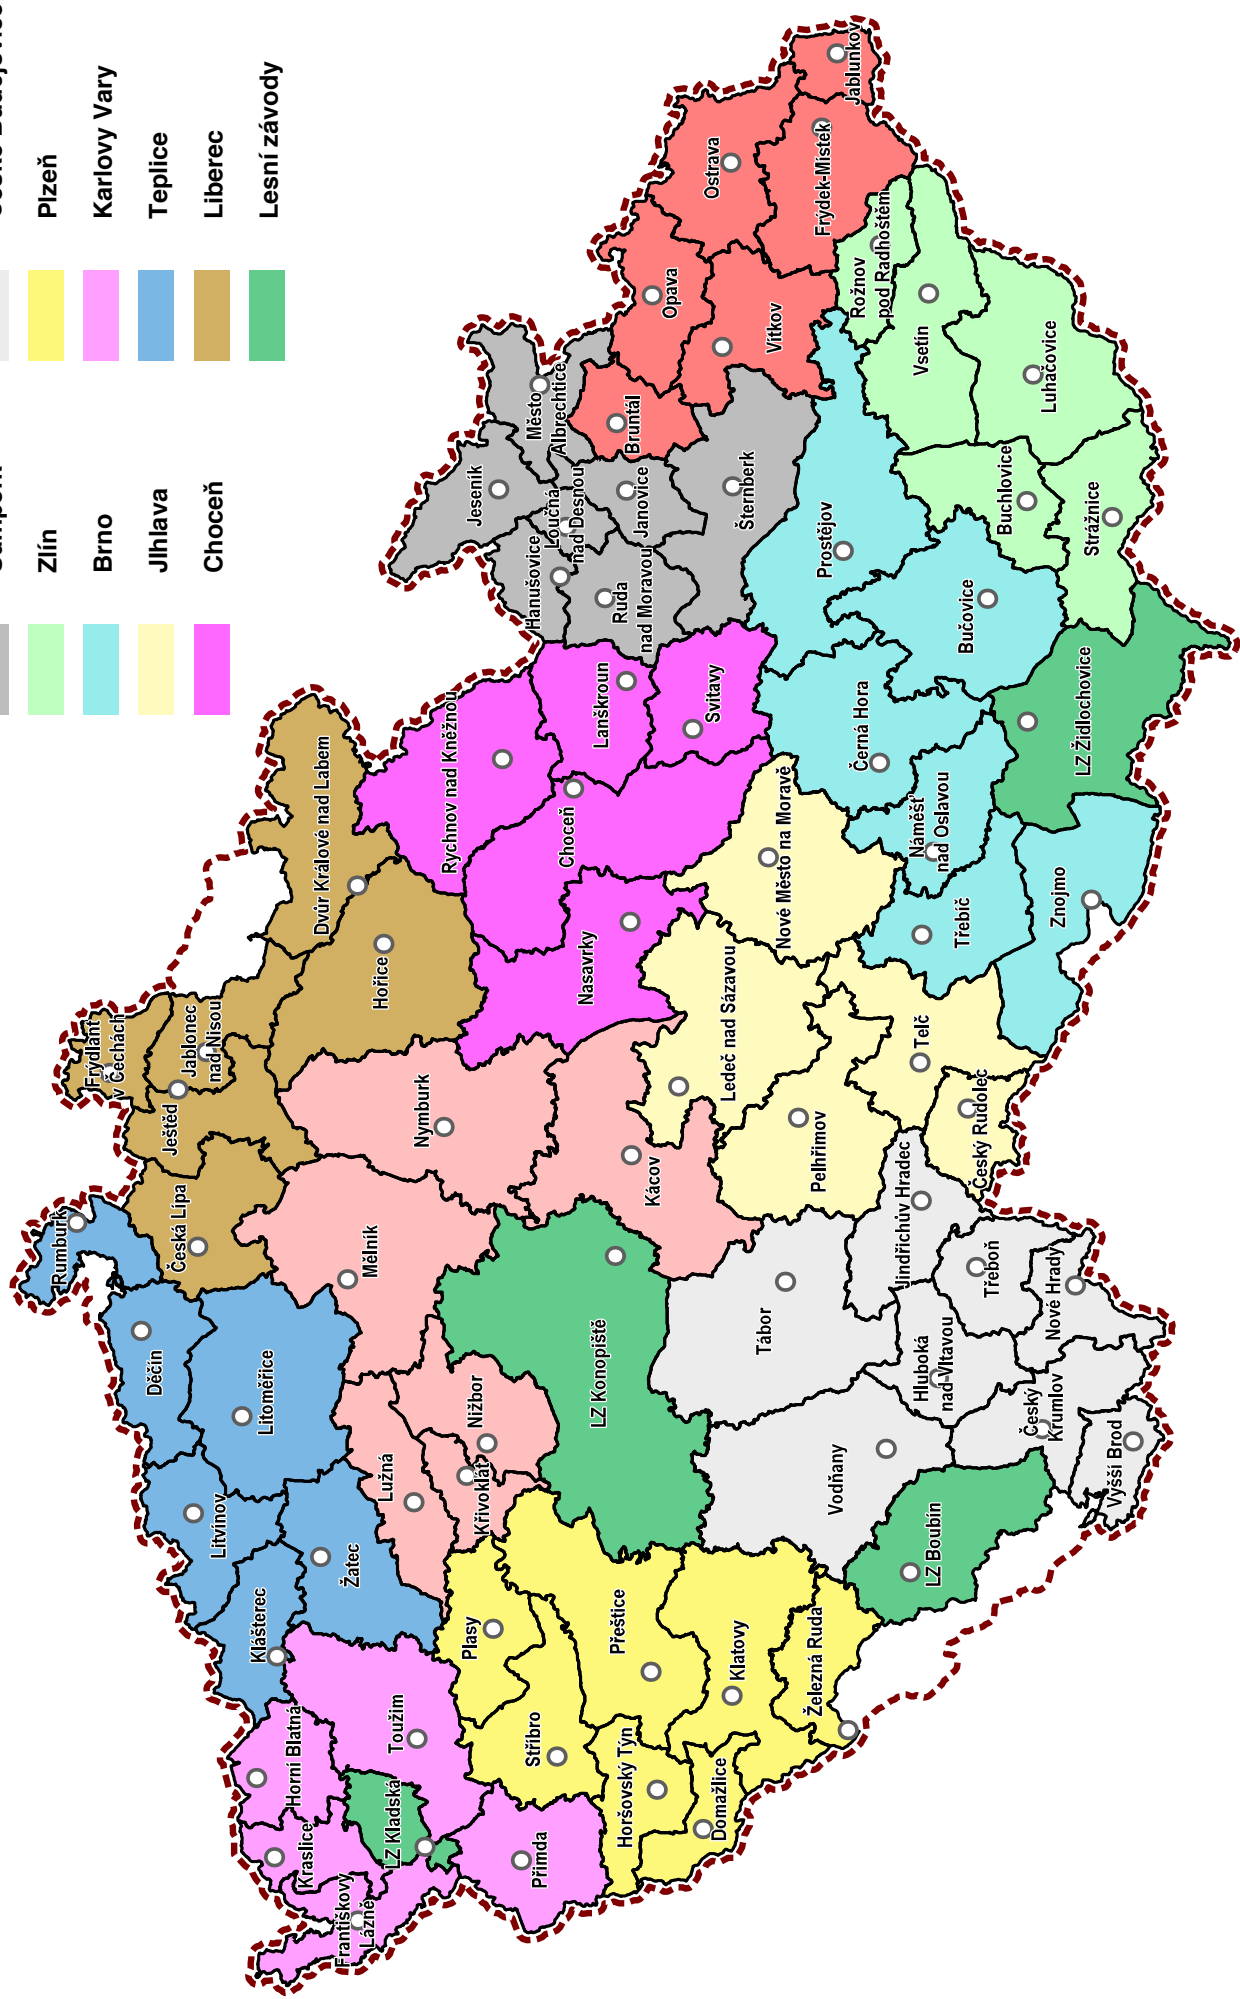 Plzeň
Karlovy Vary
Teplice
Liberec
Lesní závody
Zlín
Brno
JIhlava
Choceň
Frýdlant
v Čechách
Jablonec
nad Nisou
Ještěd
Česká Lípa
Rumburk
Děčín
Litoměřice
Litvínov
Žatec
Klášterec
Dvůr Králové nad Labem
Hořice
Horní Blatná
Kraslice
Františkovy
Lázně
LZ Kladská
Toužim
Přimda
Plasy
Stříbro
Přeštice
Horšovský Týn
Domažlice
Klatovy
Železná Ruda
Lužná
Křivoklát
Nižbor
Mělník
Nymburk
Kácov
LZ Konopiště
Rychnov nad Kněžnou
Choceň
Lanškroun
Svitavy
Nasavrky
Ledeč nad Sázavou
Nové Město na Moravě
Pelhřimov
Telč
Český Rudolec
Tábor
Vodňany
Hluboká
nad Vltavou
Jindřichův Hradec
Třeboň
Nové Hrady
Český
Krumlov
Vyšší Brod
LZ Boubín
Jeseník
Město
Albrechtice
Hanušovice
Loučná
nad Desnou
Ruda
nad Moravou
Janovice
Šternberk
Bruntál
Opava
Vítkov
Ostrava
Frýdek-Místek
Jablunkov
Rožnov
pod Radhoštěm
Vsetín
Luhačovice
Buchlovice
Strážnice
Prostějov
Bučovice
Černá Hora
Náměšť
nad Oslavou
Třebíč
Znojmo
LZ Židlochovice